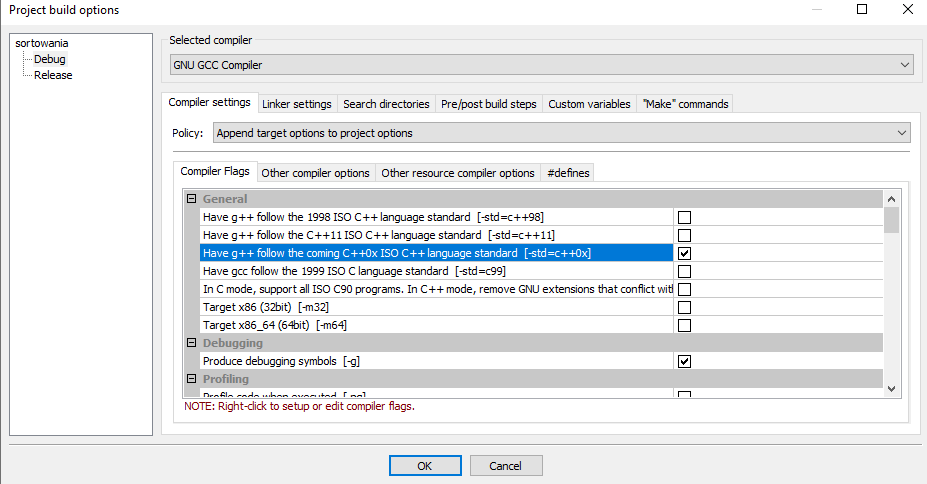 Project build options
sortowania
Debug
Release
Selected compiler
GNU GCC Compiler
Compiler settings Linker settings Search directories Pre/post build steps Custom variables "Make" commands
Policy: Append target options to project options
Compiler Flags Other compiler options Other resource compiler options #defines
General
Have g++ follow the 1998 ISO C++ language standard [-std=c++98]
Have g++ follow the C++11 ISO C++ language standard [-std=c++11]
Have g++ follow the coming C++0x ISO C++ language standard [-std=c++0x]
Have gcc follow the 1999 ISO C language standard [-std=c99]
In C mode, support all ISO C90 programs. In C++ mode, remove GNU extensions that conflict wit
Target x86 (32bit) [-m32]
Target x86_64 (64bit) [-m64]
Debugging
Produce debugging symbols [-g]
Profiling
Profile code when executed [-pg]
NOTE: Right-click to setup or edit compiler flags.
OK Cancel